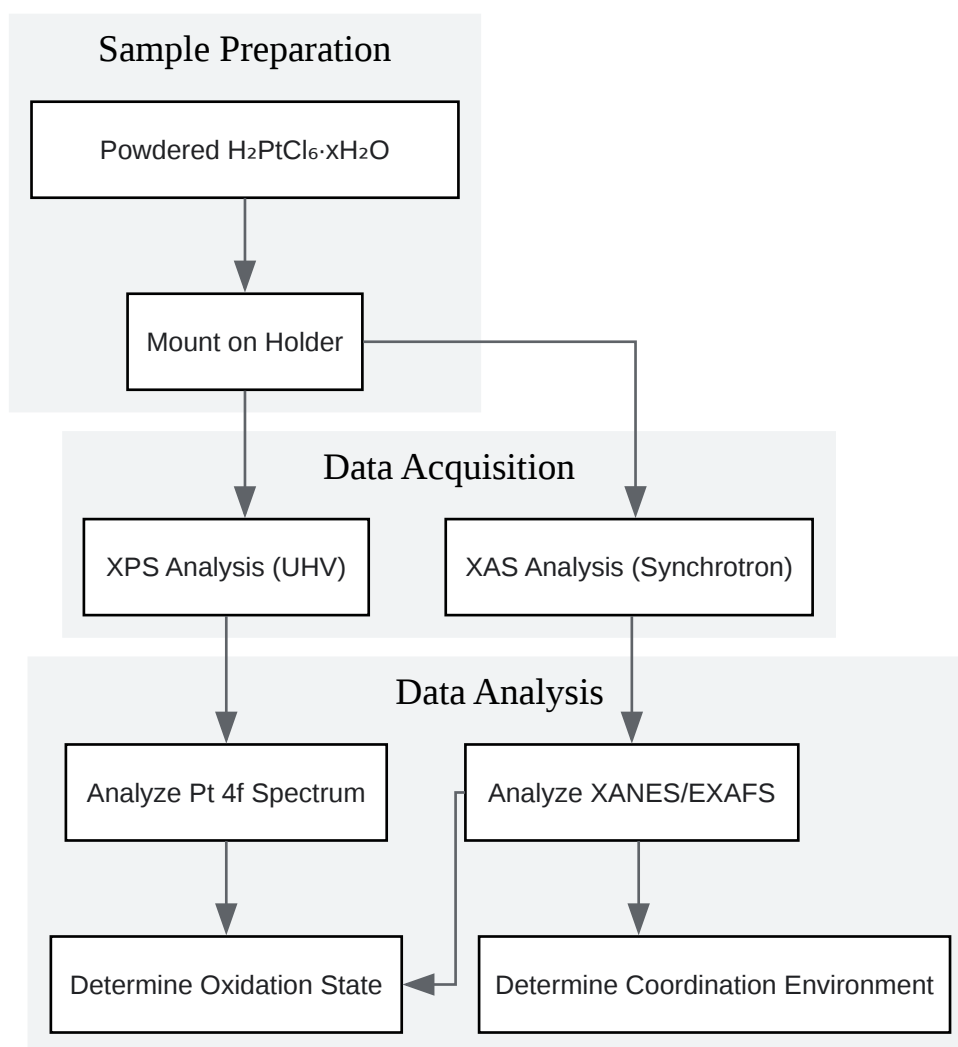 Sample Preparation
Powdered H₂PtCl₆·xH₂O
Mount on Holder
Data Acquisition
XPS Analysis (UHV)
XAS Analysis (Synchrotron)
Data Analysis
Analyze Pt 4f Spectrum
Analyze XANES/EXAFS
Determine Oxidation State
Determine Coordination Environment